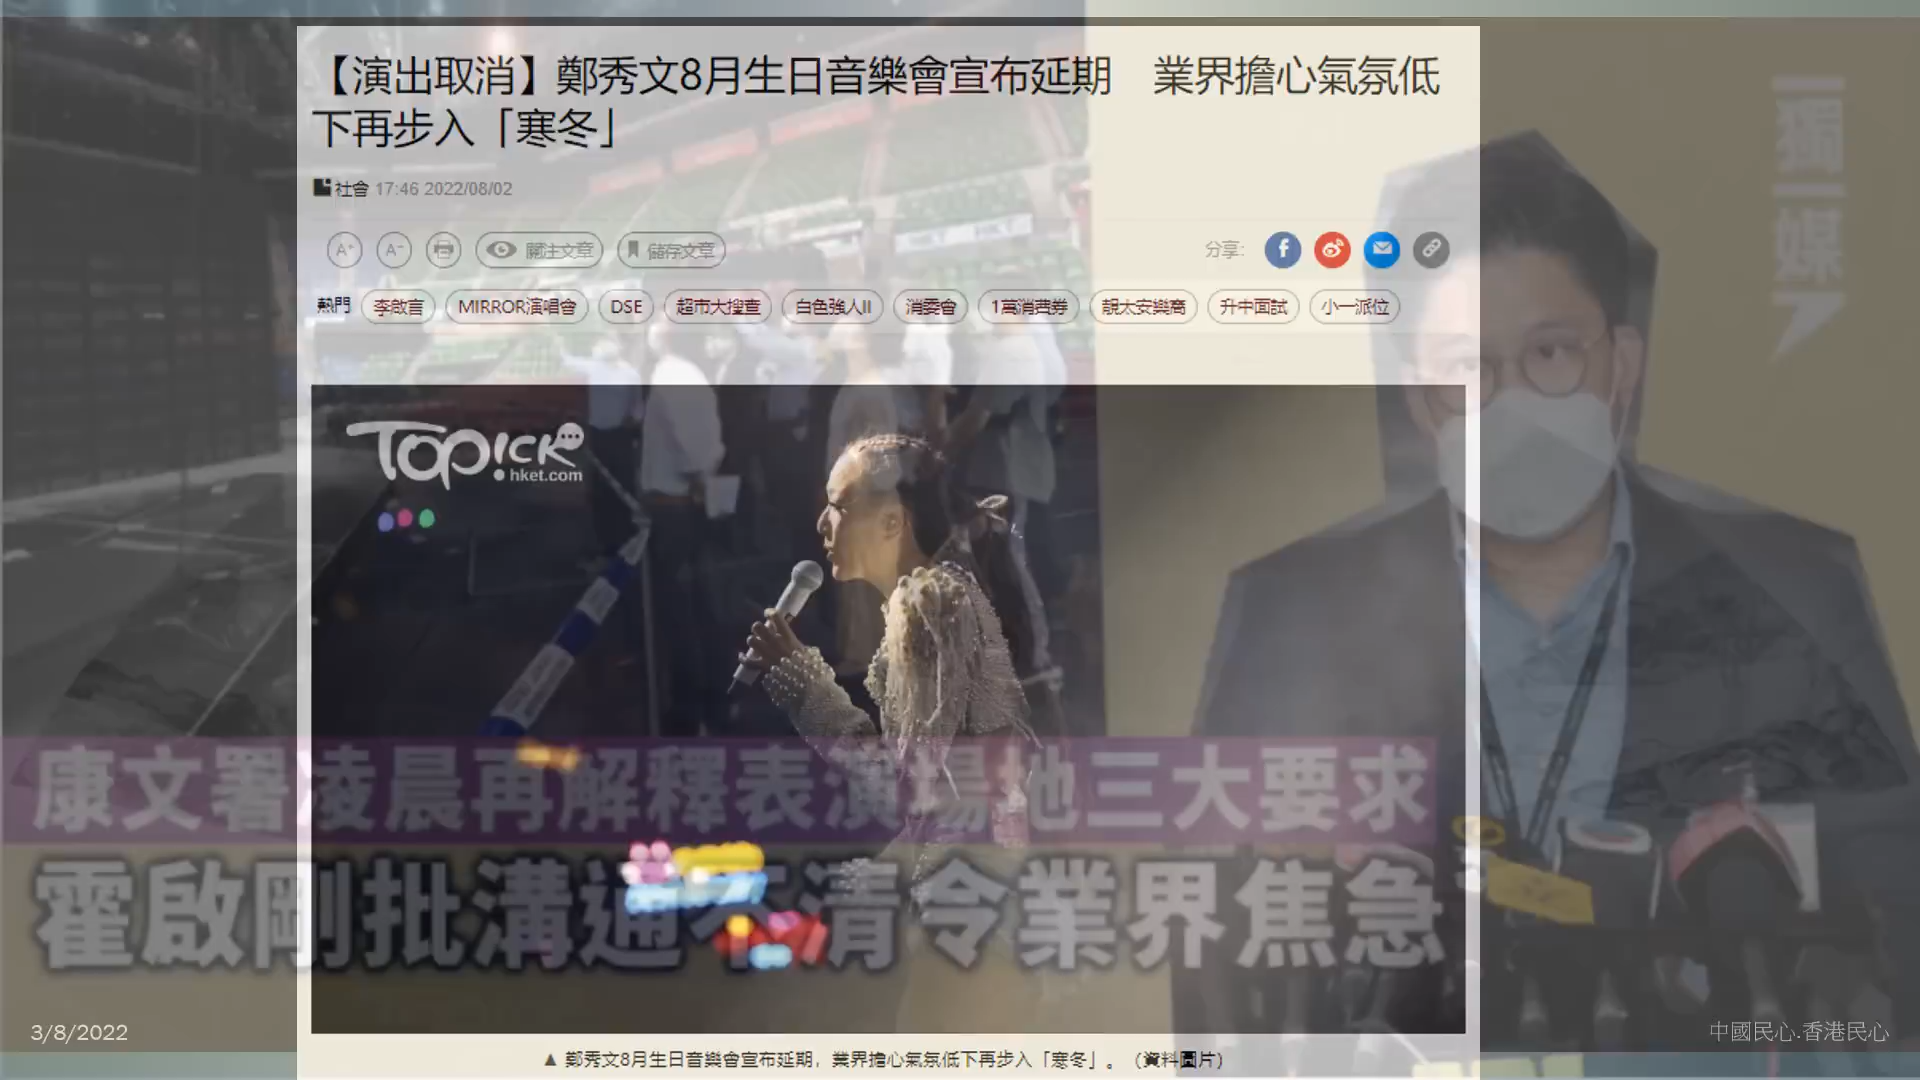 【演出取消】鄭秀文8月生日音樂會宣布延期　業界擔心氣氛低
下再步入「寒冬」
社會 17:46 2022/08/02
A+ A- 關注文章 儲存文章 分享:
熱門 李啟言 MIRROR演唱會 DSE 超市大搜查 白色強人II 消委會 1萬消費券 靚太安樂窩 升中面試 小一派位
獨
媒
TOPick
hket.com
康文署凌晨再解釋表演場地三大要求
霍啟剛批溝通不清令業界焦急
3/8/2022
中國民心.香港民心
▲ 鄭秀文8月生日音樂會宣布延期，業界擔心氣氛低下再步入「寒冬」。（資料圖片）